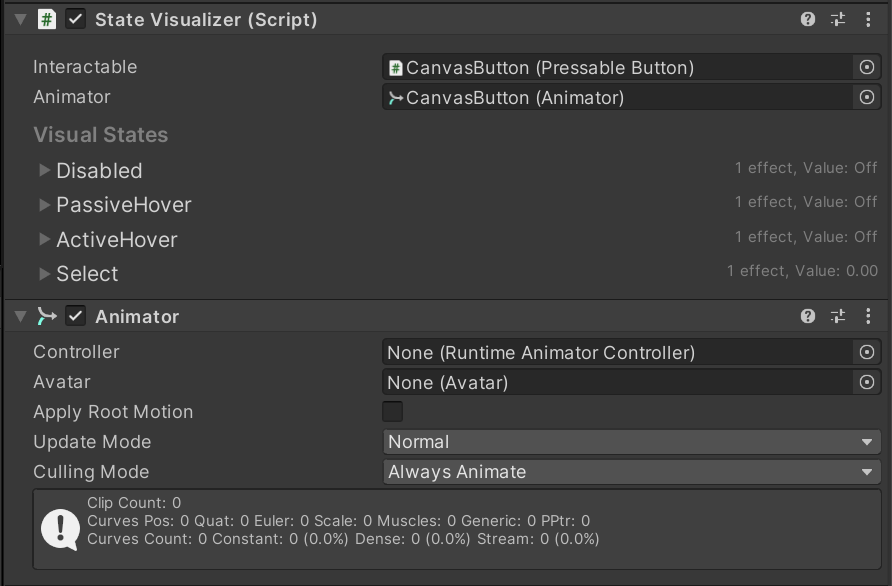 State Visualizer (Script)
Interactable CanvasButton (Pressable Button)
Animator CanvasButton (Animator)
Visual States
Disabled 1 effect, Value: Off
PassiveHover 1 effect, Value: Off
ActiveHover 1 effect, Value: Off
Select 1 effect, Value: 0.00
Animator
Controller None (Runtime Animator Controller)
Avatar None (Avatar)
Apply Root Motion
Update Mode Normal
Culling Mode Always Animate
Clip Count: 0
Curves Pos: 0 Quat: 0 Euler: 0 Scale: 0 Muscles: 0 Generic: 0 PPtr: 0
Curves Count: 0 Constant: 0 (0.0%) Dense: 0 (0.0%) Stream: 0 (0.0%)